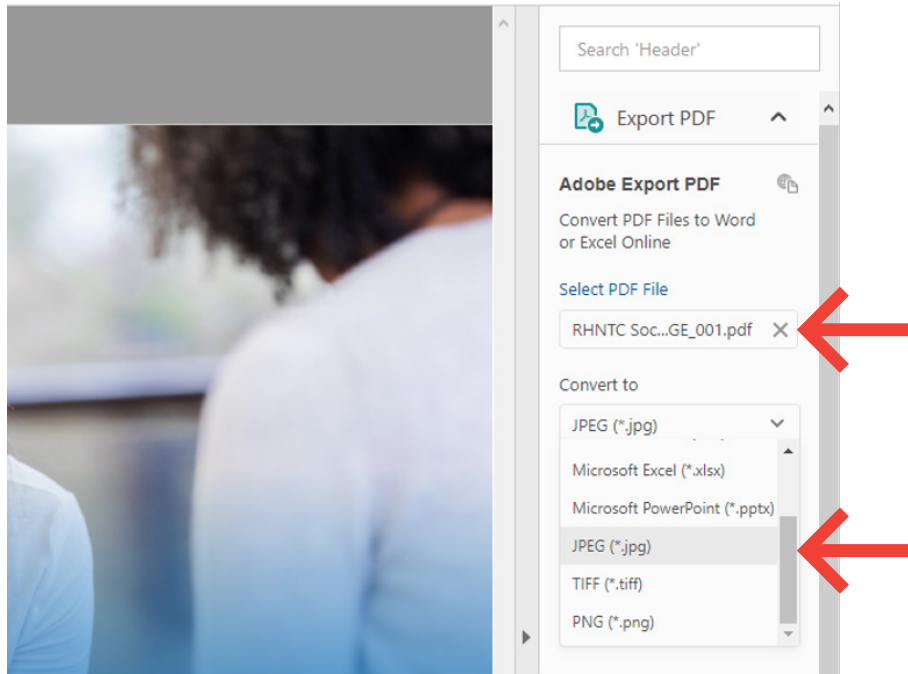 Search 'Header'
Export PDF
Adobe Export PDF
Convert PDF Files to Word
or Excel Online
Select PDF File
RHNTC Soc...GE_001.pdf
Convert to
JPEG (*.jpg)
Microsoft Excel (*.xlsx)
Microsoft PowerPoint (*.pptx)
JPEG (*.jpg)
TIFF (*.tiff)
PNG (*.png)